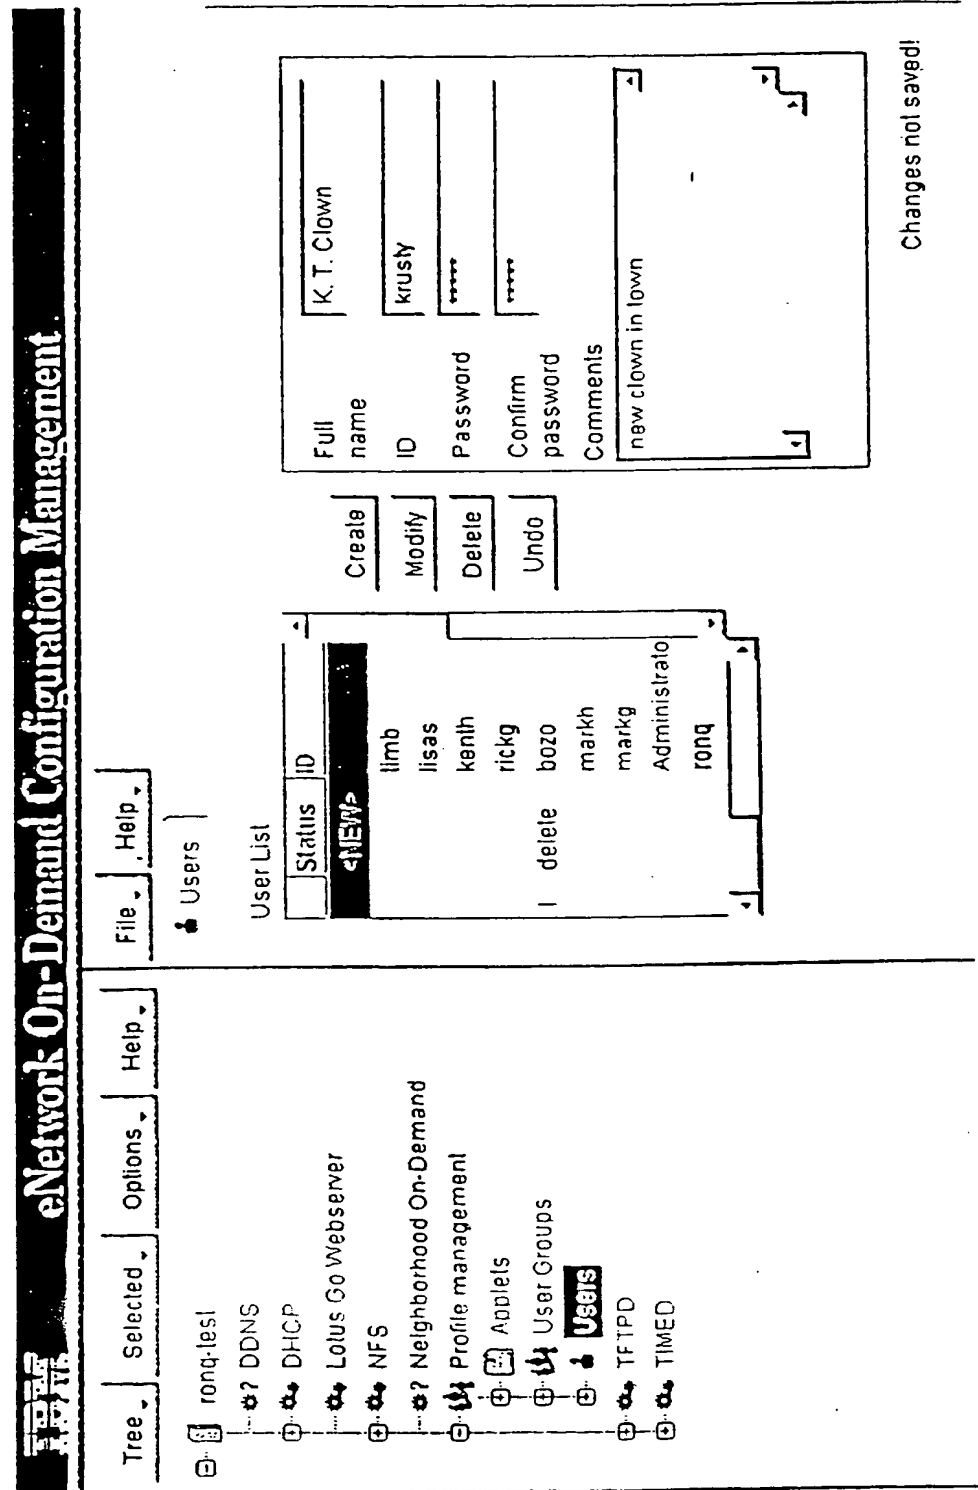 IBM eNetwork On-Demand Configuration Management
Tree Selected Options Help
ronq-test
? DDNS
DHCP
Lotus Go Webserver
NFS
? Neighborhood On-Demand
Profile management
Applets
User Groups
Users
TFTPD
TIMED
File Help
Users
User List
Status ID
<NEW>
timb
lisas
kenth
rickg
delete bozo
markh
markg
Administrato
ronq
Create
Modify
Delete
Undo
Full name K. T. Clown
ID krusty
Password *****
Confirm password *****
Comments
new clown in town
Changes not saved!